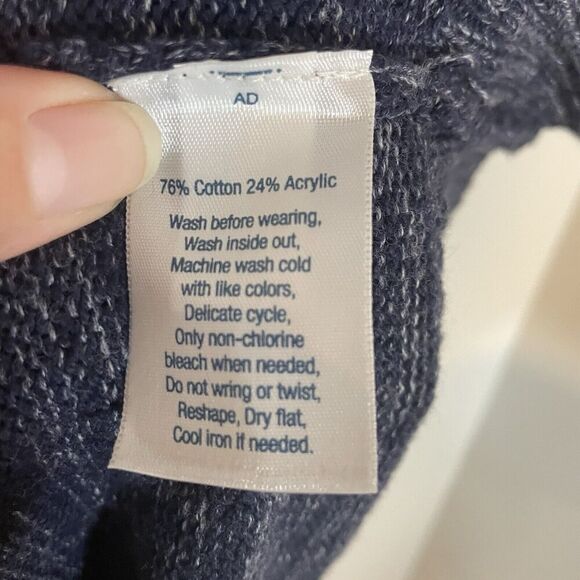 AD
76% Cotton 24% Acrylic
Wash before wearing,
Wash inside out,
Machine wash cold
with like colors,
Delicate cycle,
Only non-chlorine
bleach when needed,
Do not wring or twist,
Reshape, Dry flat,
Cool iron if needed.